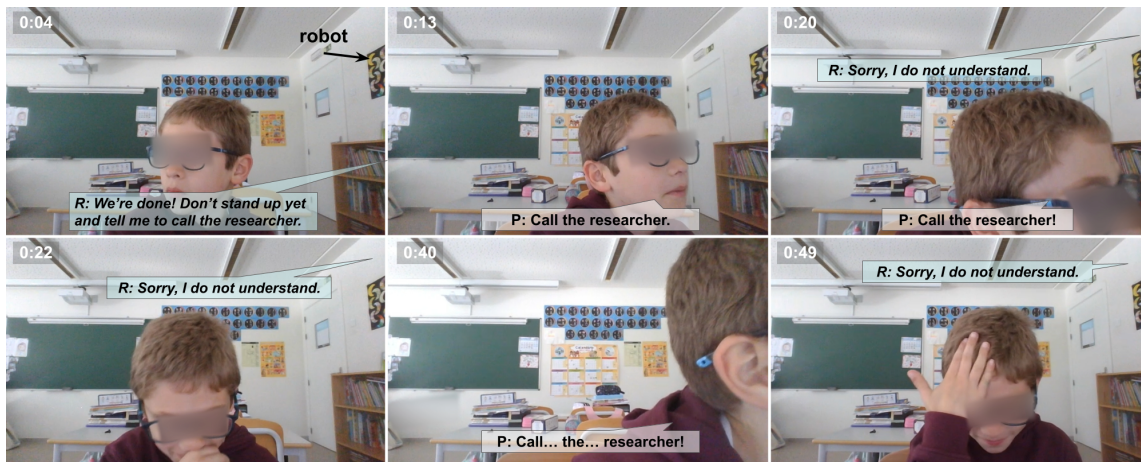 0:04
robot
R: We're done! Don't stand up yet
and tell me to call the researcher.
0:13
P: Call the researcher.
0:20
R: Sorry, I do not understand.
P: Call the researcher!
0:22
R: Sorry, I do not understand.
0:40
P: Call... the... researcher!
0:49
R: Sorry, I do not understand.